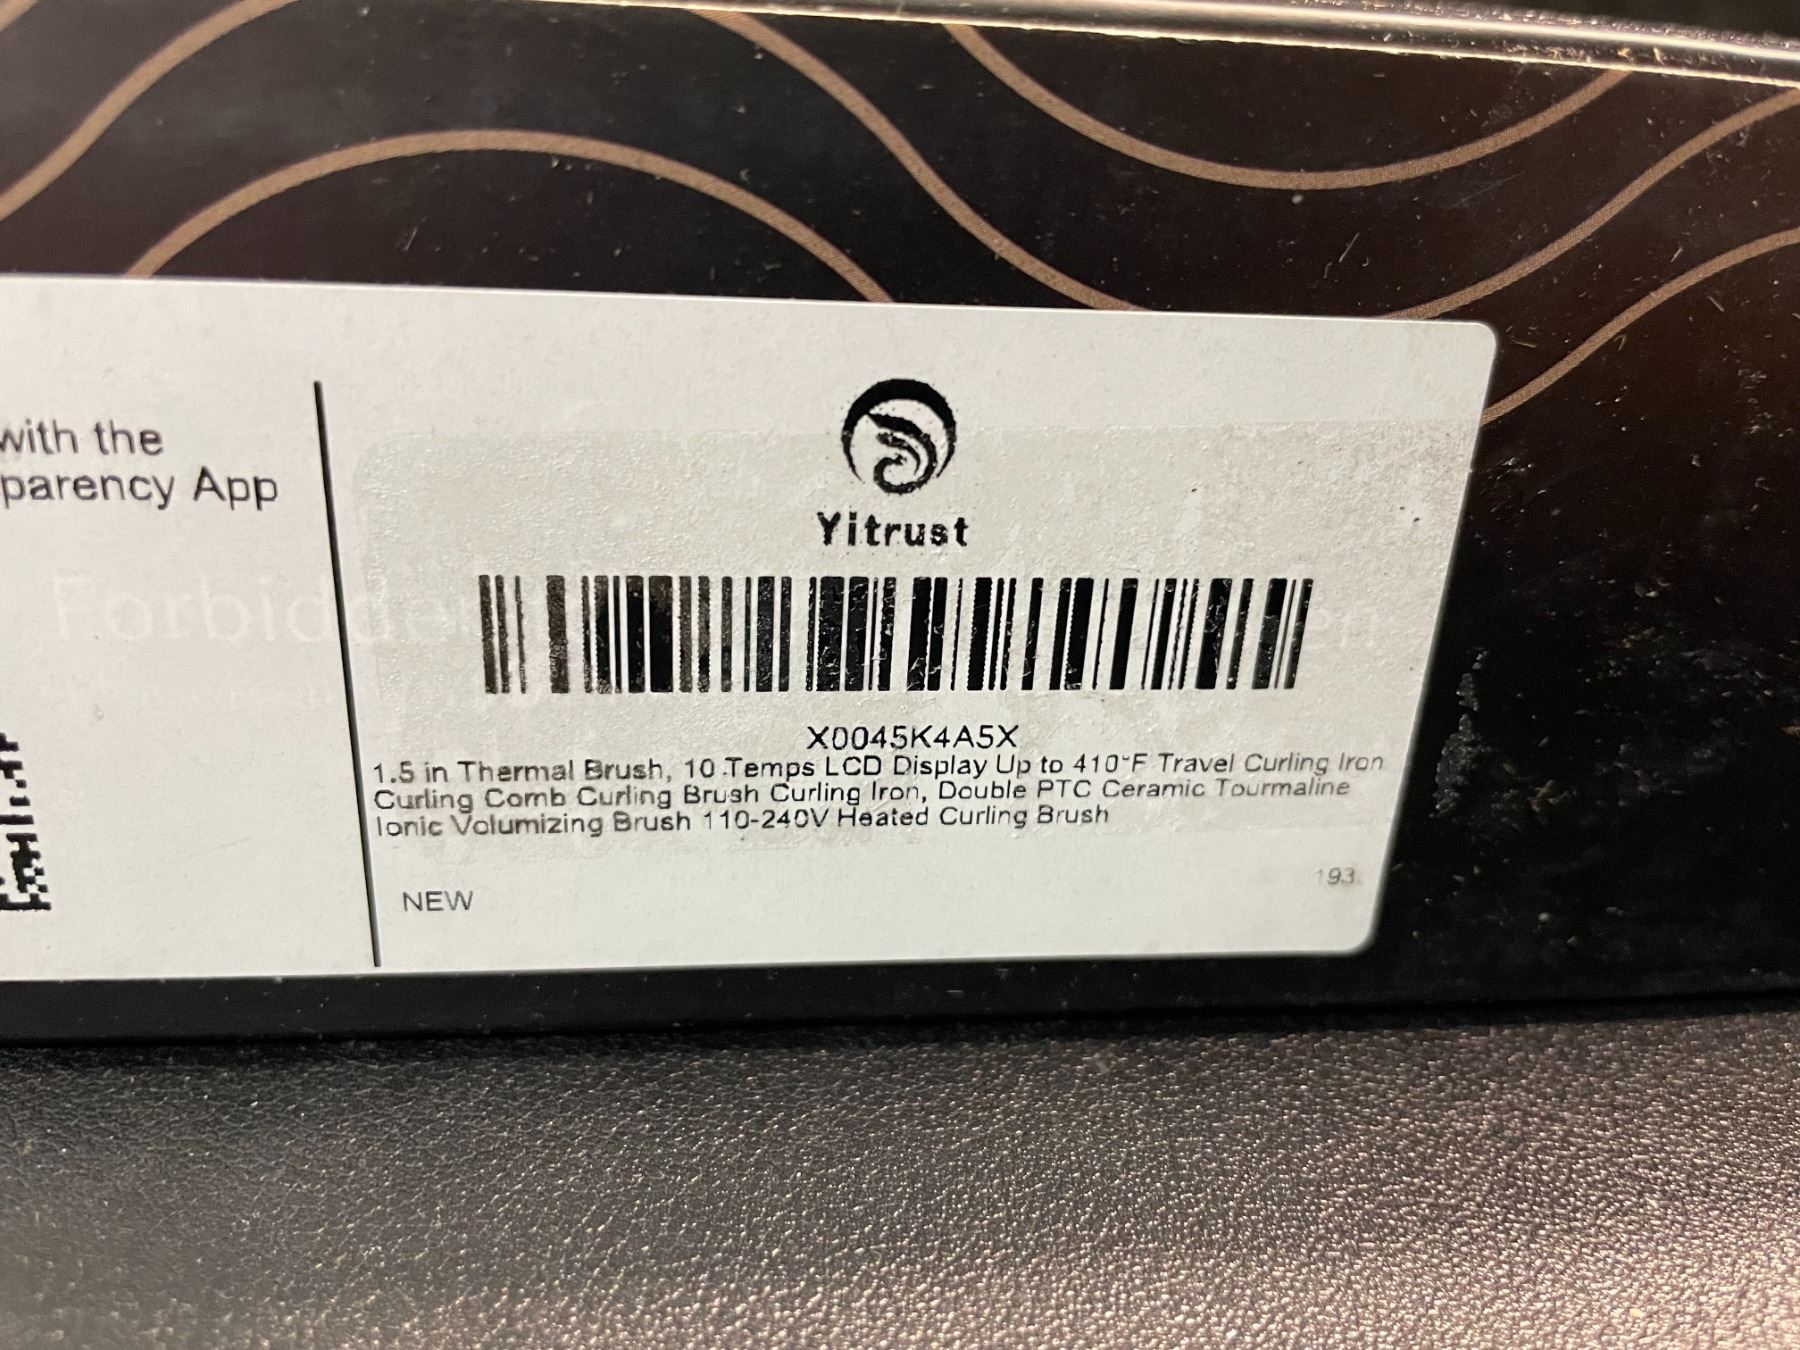 with the
parency App
Yitrust
X0045K4A5X
1.5 in Thermal Brush, 10 Temps LCD Display Up to 410°F Travel Curling Iron
Curling Comb Curling Brush Curling Iron, Double PTC Ceramic Tourmaline
Ionic Volumizing Brush 110-240V Heated Curling Brush
NEW
193